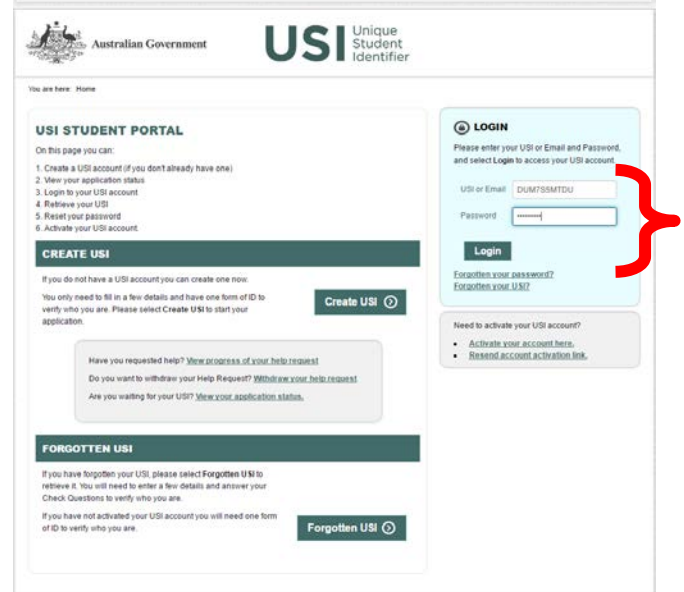 Australian Government
USI Unique
Student
Identifier
You are here: Home
USI STUDENT PORTAL
On this page you can:
1. Create a USI account (if you don't already have one)
2. View your application status
3. Login to your USI account
4. Retrieve your USI
5. Reset your password
6. Activate your USI account.
CREATE USI
If you do not have a USI account you can create one now.
You only need to fill in a few details and have one form of ID to
verify who you are. Please select Create USI to start your
application.
Create USI
Have you requested help? View progress of your help request
Do you want to withdraw your Help Request? Withdraw your help request
Are you waiting for your USI? View your application status.
FORGOTTEN USI
If you have forgotten your USI, please select Forgotten USI to
retrieve it. You will need to enter a few details and answer your
Check Questions to verify who you are.
If you have not activated your USI account you will need one form
of ID to verify who you are.
Forgotten USI
LOGIN
Please enter your USI or Email and Password,
and select Login to access your USI account.
USI or Email DUM7S5MTDU
Password
Login
Forgotten your password?
Forgotten your USI?
Need to activate your USI account?
Activate your account here.
Resend account activation link.